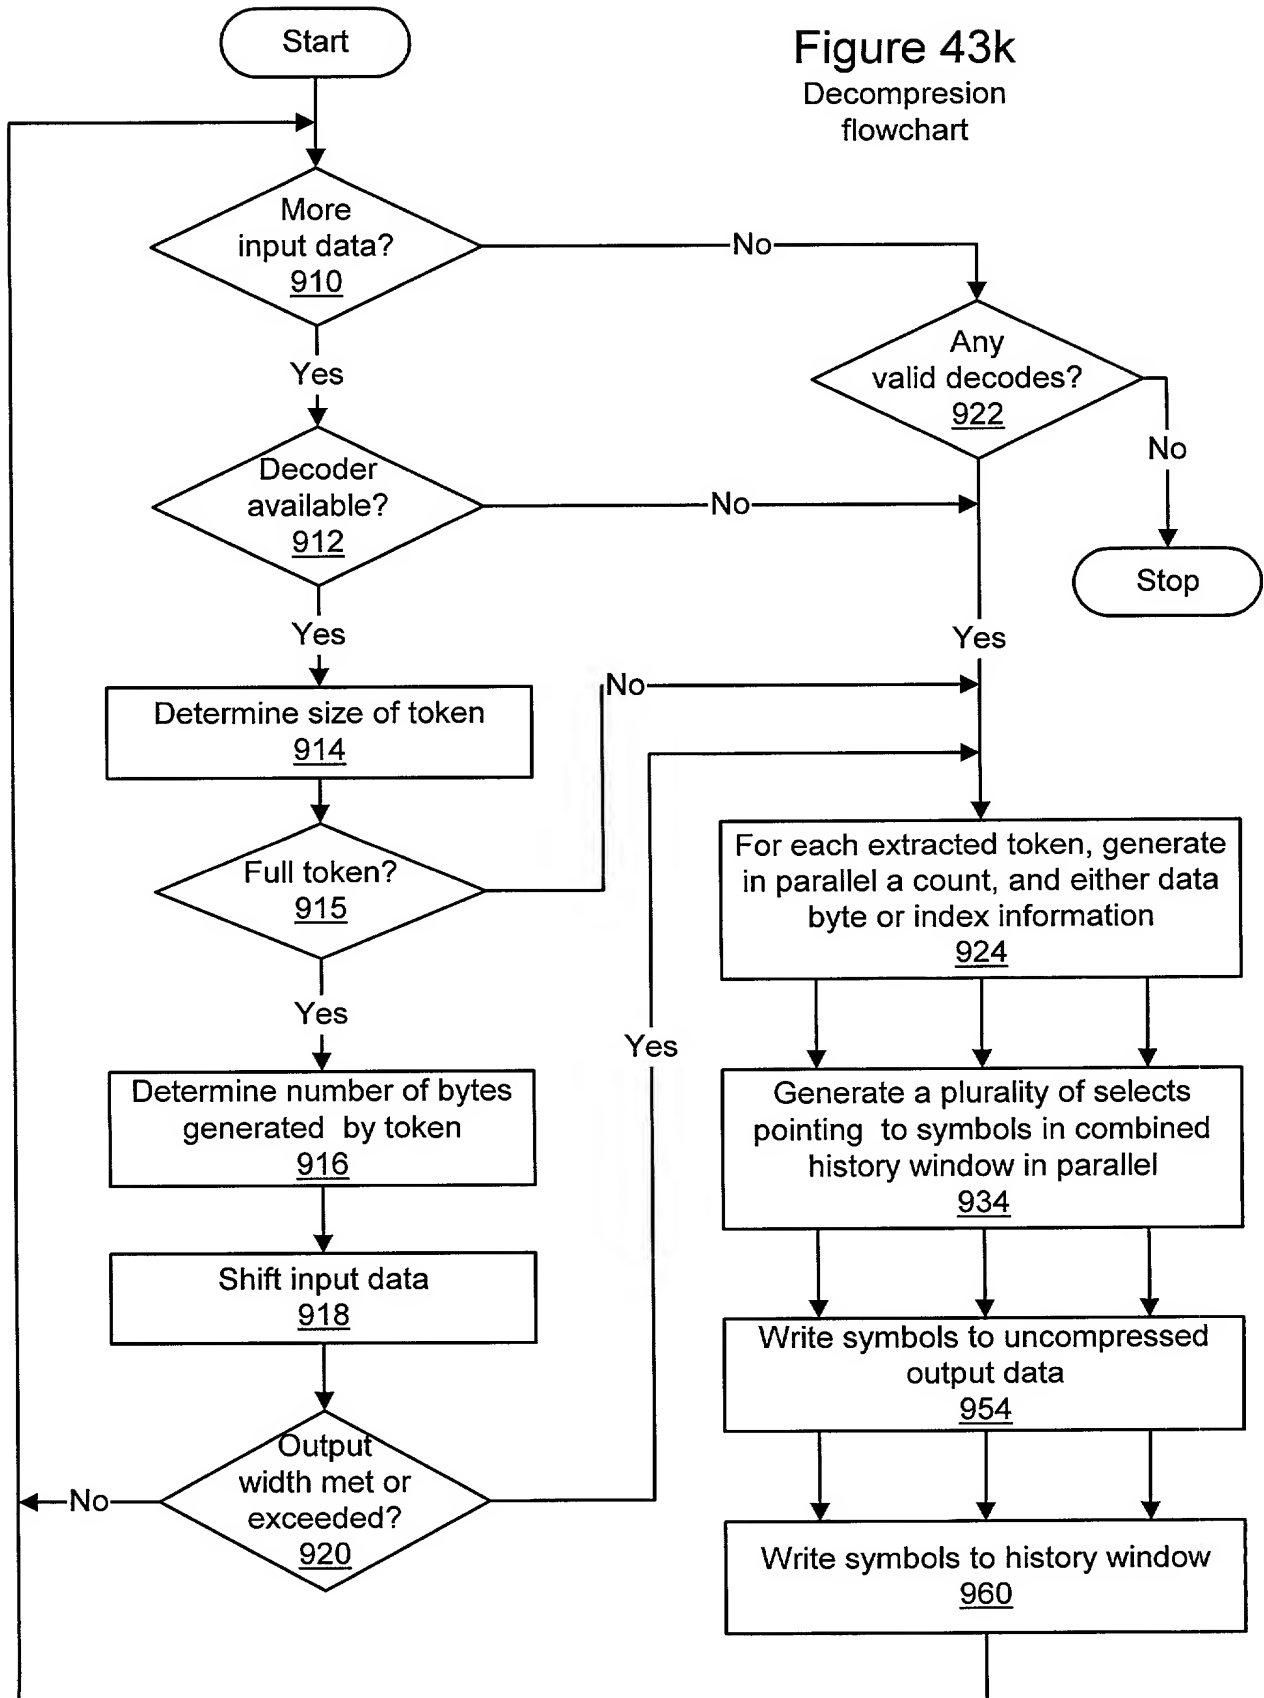 Start
Figure 43k
Decompresion
flowchart
More
input data?
910
No
Yes
Any
valid decodes?
922
No
Stop
Decoder
available?
912
No
Yes
Yes
Determine size of token
914
No
Full token?
915
Yes
For each extracted token, generate
in parallel a count, and either data
byte or index information
924
Yes
Determine number of bytes
generated by token
916
Generate a plurality of selects
pointing to symbols in combined
history window in parallel
934
Shift input data
918
Write symbols to uncompressed
output data
954
Output
width met or
exceeded?
920
No
Write symbols to history window
960